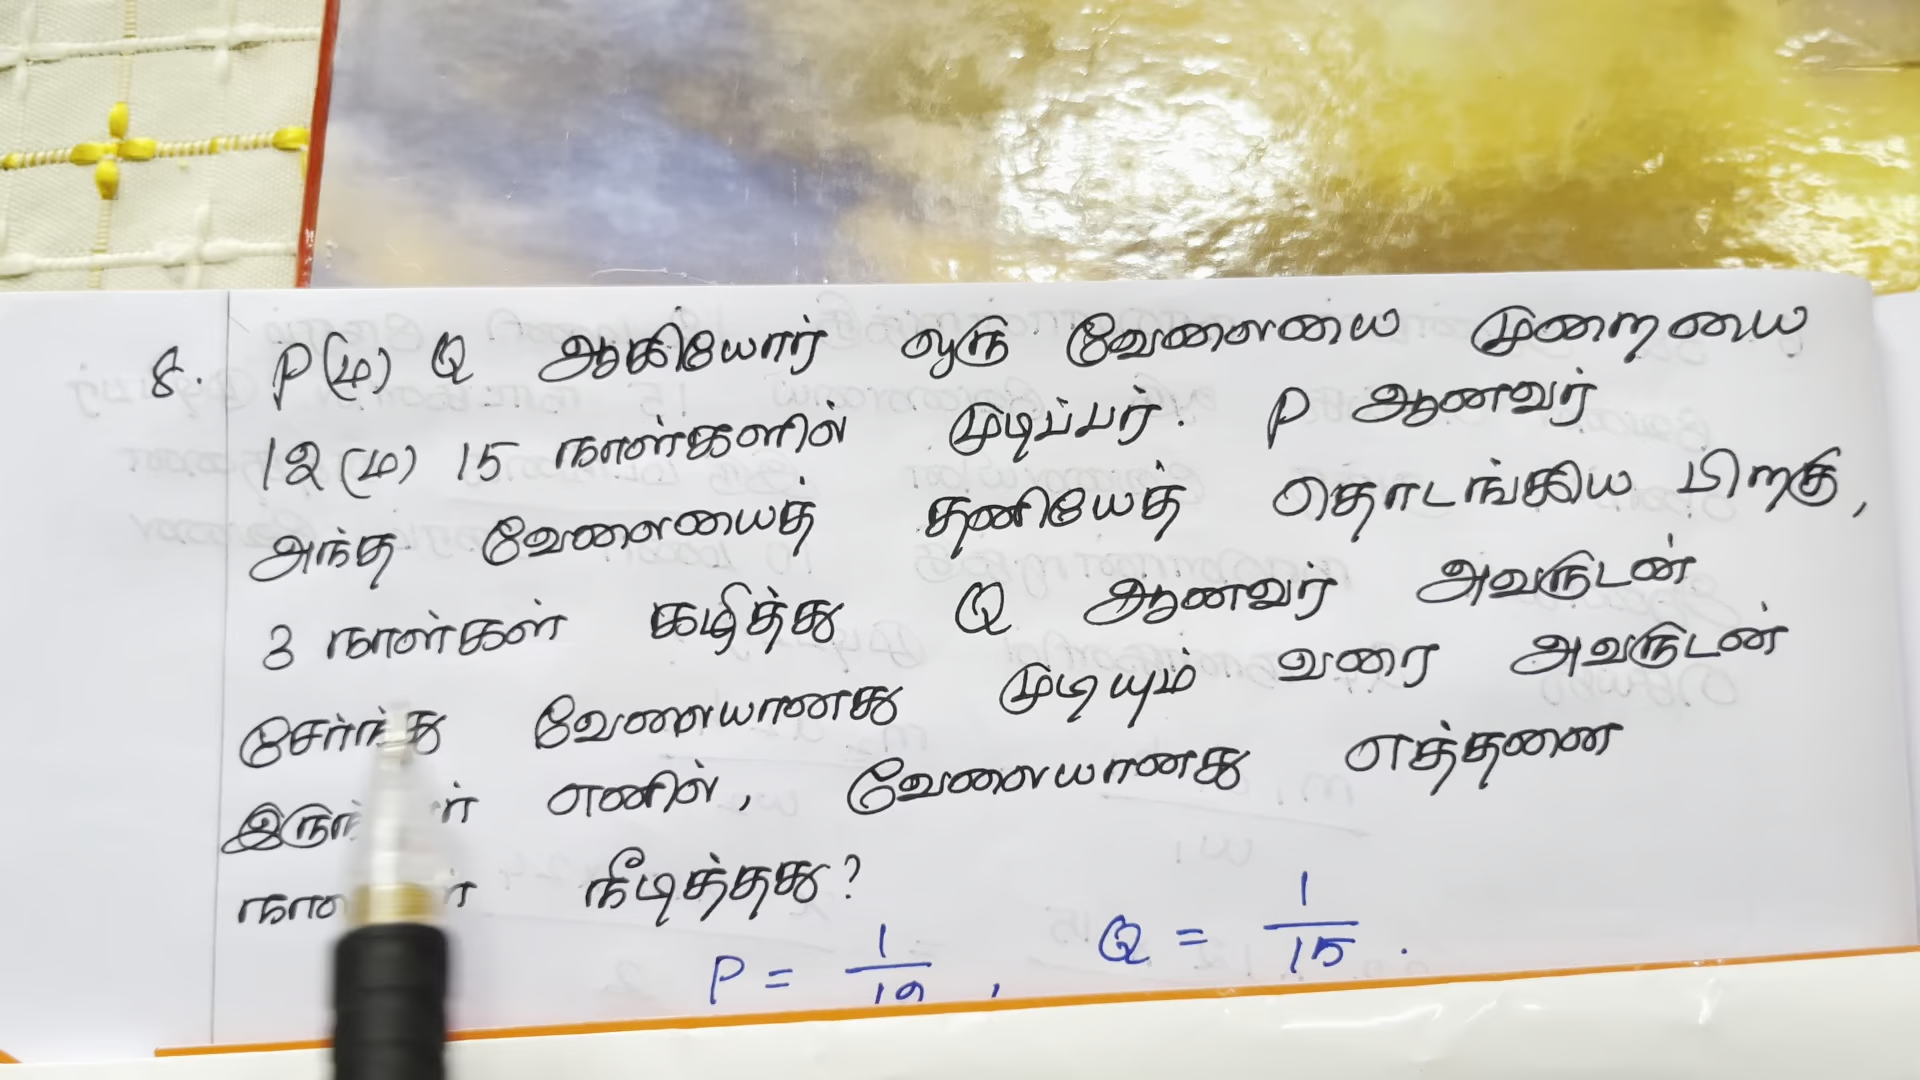 8. P(ம) Q ஆகியோர் ஒரு வேலையை முறையை
12 (ம) 15 நாள்களில் முடிப்பர். P ஆனவர்
அந்த வேலையைத் தனியேத் தொடங்கிய பிறகு,
3 நாள்கள் கழித்து Q ஆனவர் அவருடன்
சேர்ந்து வேலையானது முடியும் வரை அவருடன்
எனில், வேலையானது எத்தனை
நீடித்தது?
P = 1/12 , Q = 1/15 .